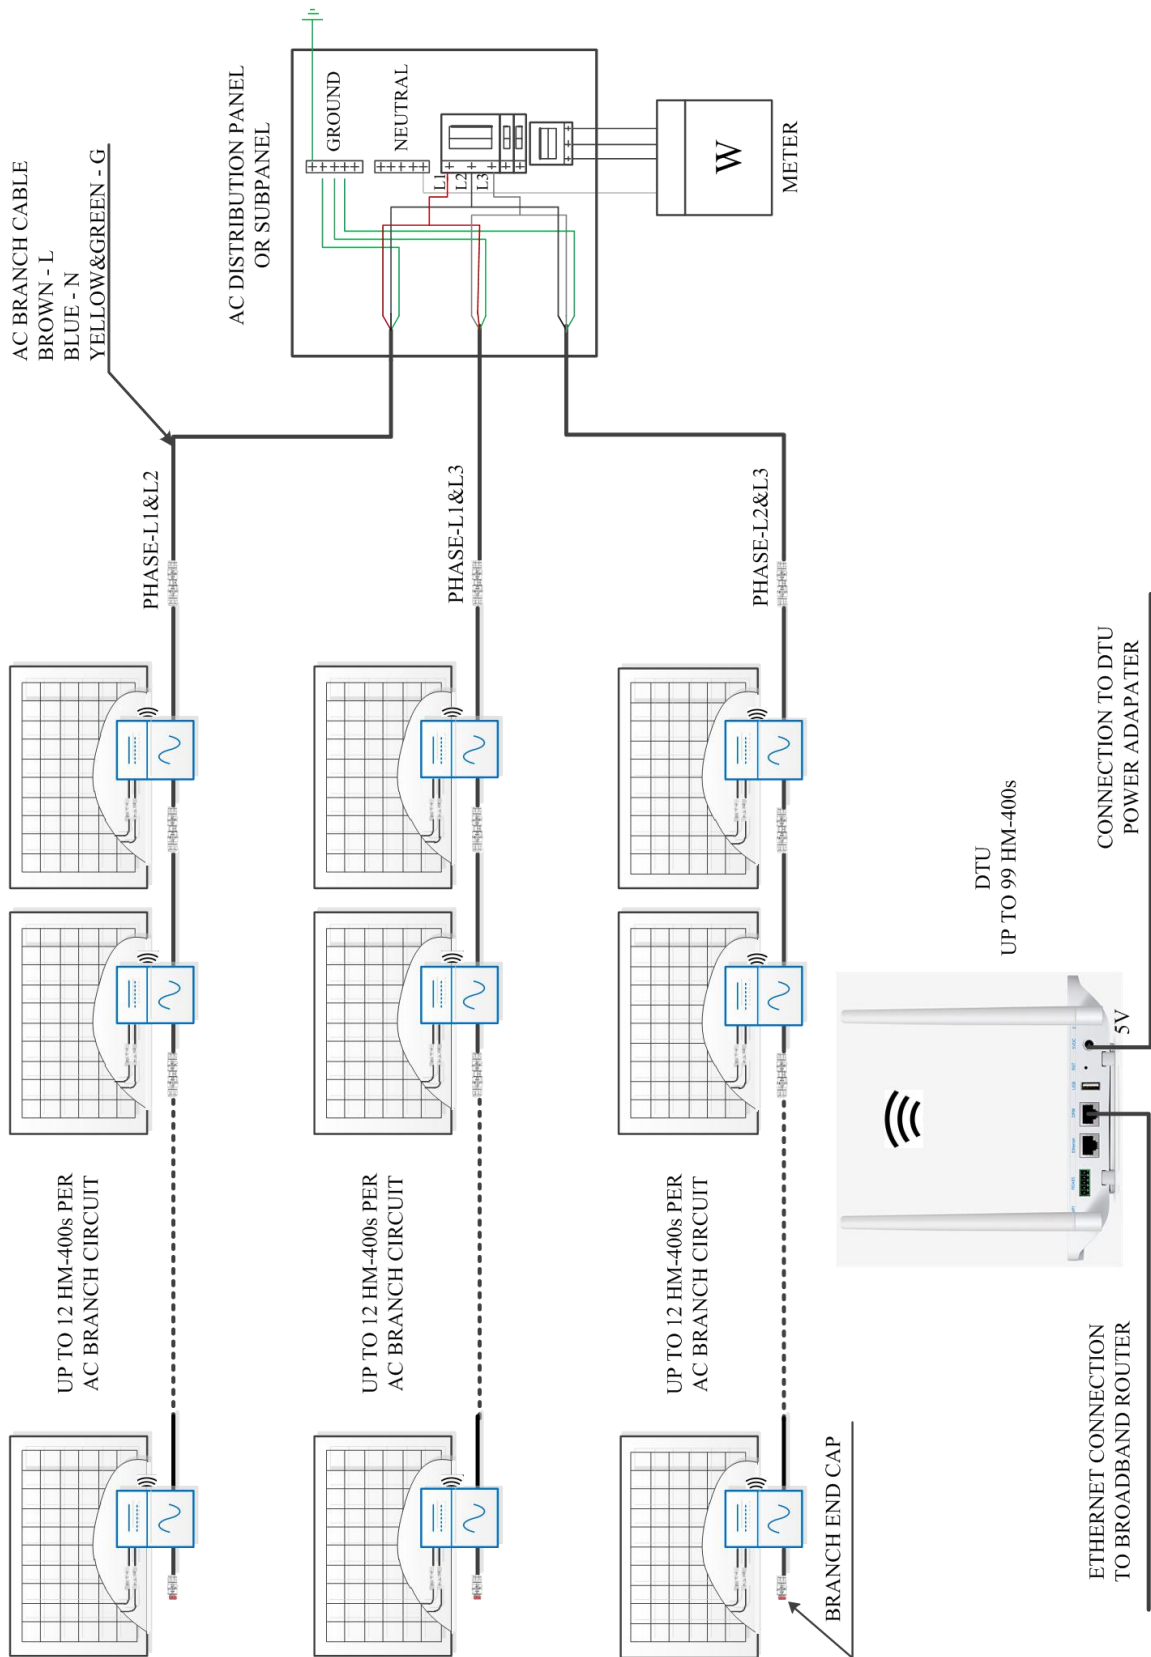 AC BRANCH CABLE
BROWN - L
BLUE - N
YELLOW&GREEN - G
AC DISTRIBUTION PANEL
OR SUBPANEL
GROUND
NEUTRAL
L1
L2
L3
W
METER
PHASE-L1&L2
PHASE-L1&L3
PHASE-L2&L3
UP TO 12 HM-400s PER
AC BRANCH CIRCUIT
UP TO 12 HM-400s PER
AC BRANCH CIRCUIT
UP TO 12 HM-400s PER
AC BRANCH CIRCUIT
BRANCH END CAP
DTU
UP TO 99 HM-400s
5V
CONNECTION TO DTU
POWER ADAPATER
ETHERNET CONNECTION
TO BROADBAND ROUTER